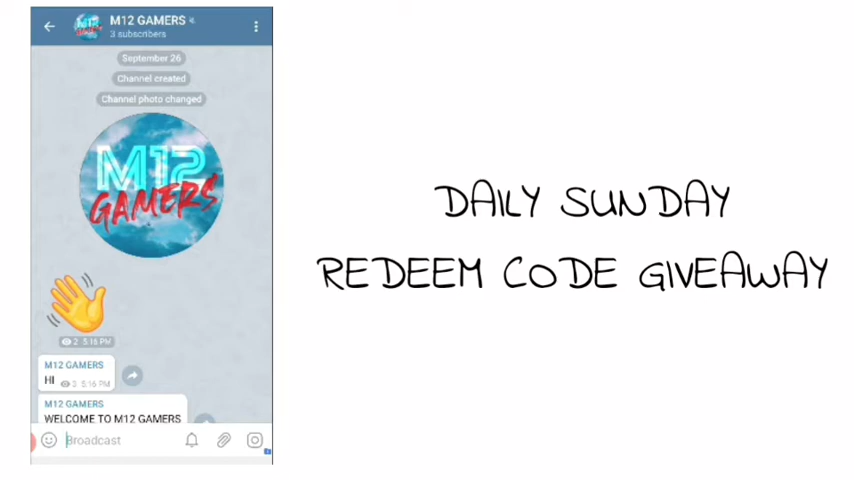 M12 GAMERS
3 subscribers
September 26
Channel created
Channel photo changed
M12
GAMERS
2 5:16 PM
M12 GAMERS
HI 3 5:16 PM
M12 GAMERS
WELCOME TO M12 GAMERS
Broadcast
DAILY SUNDAY
REDEEM CODE GIVEAWAY